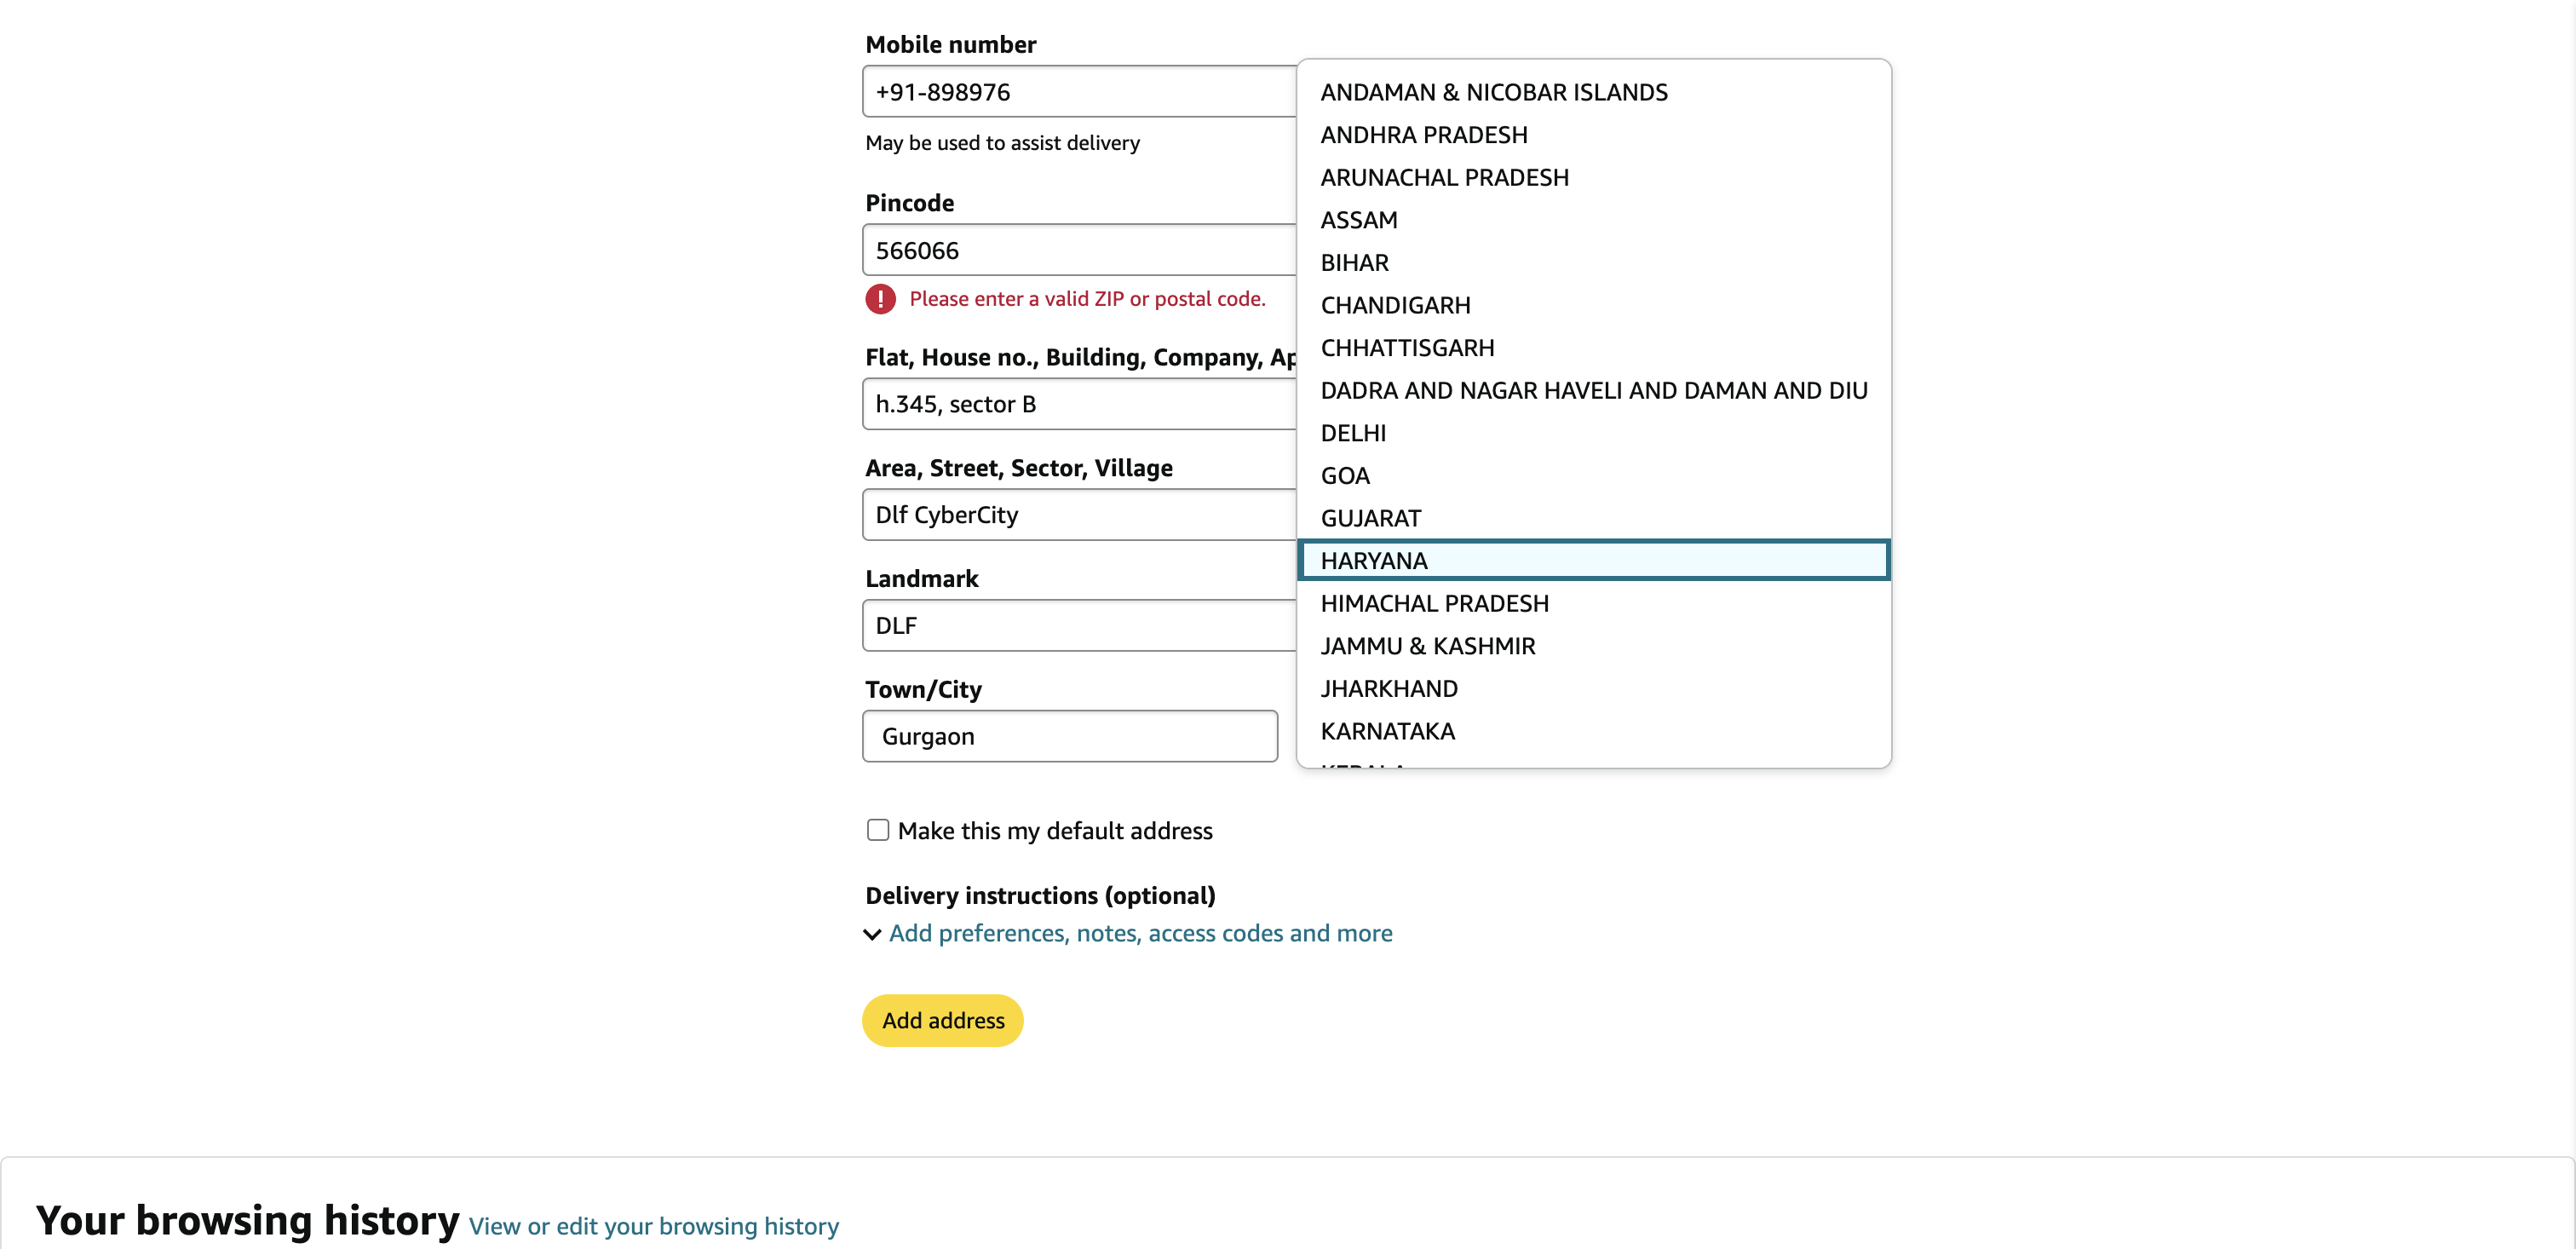 Mobile number
+91-898976
May be used to assist delivery
Pincode
566066
! Please enter a valid ZIP or postal code.
Flat, House no., Building, Company, Ap
h.345, sector B
Area, Street, Sector, Village
Dlf CyberCity
Landmark
DLF
Town/City
Gurgaon
ANDAMAN & NICOBAR ISLANDS
ANDHRA PRADESH
ARUNACHAL PRADESH
ASSAM
BIHAR
CHANDIGARH
CHHATTISGARH
DADRA AND NAGAR HAVELI AND DAMAN AND DIU
DELHI
GOA
GUJARAT
HARYANA
HIMACHAL PRADESH
JAMMU & KASHMIR
JHARKHAND
KARNATAKA
Make this my default address
Delivery instructions (optional)
Add preferences, notes, access codes and more
Add address
Your browsing history View or edit your browsing history